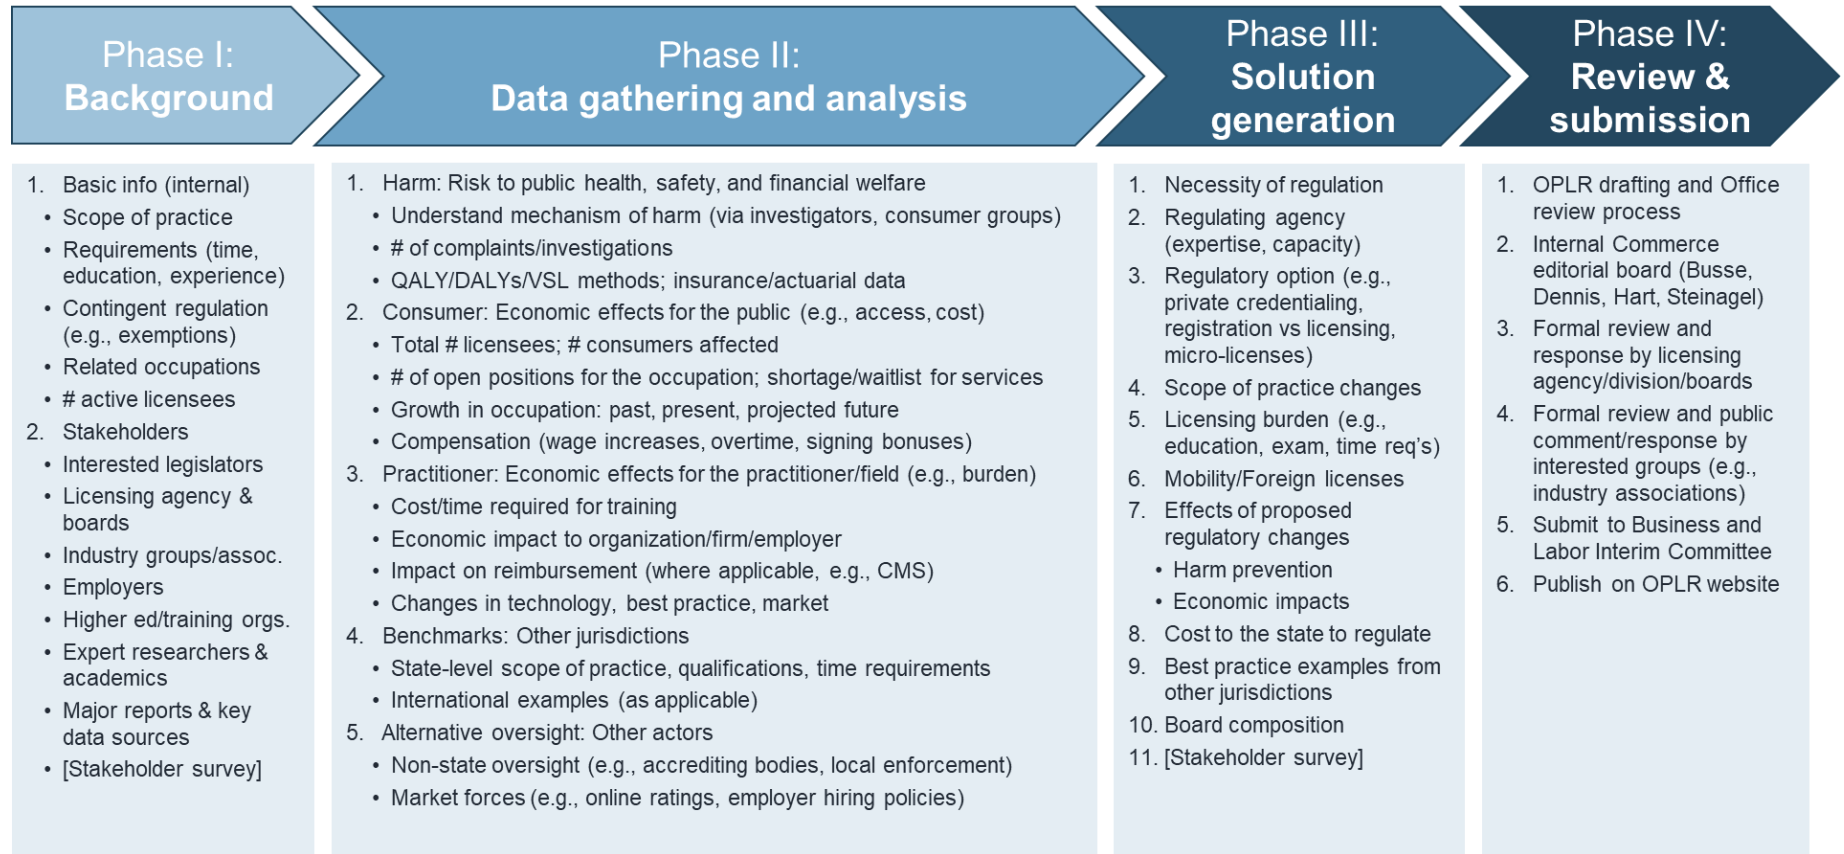 Phase I:
Background
1. Basic info (internal)
• Scope of practice
• Requirements (time,
education, experience)
• Contingent regulation
(e.g., exemptions)
• Related occupations
• # active licensees
2. Stakeholders
• Interested legislators
• Licensing agency &
boards
• Industry groups/assoc.
• Employers
• Higher ed/training orgs.
• Expert researchers &
academics
• Major reports & key
data sources
• [Stakeholder survey]
Phase II:
Data gathering and analysis
1. Harm: Risk to public health, safety, and financial welfare
• Understand mechanism of harm (via investigators, consumer groups)
• # of complaints/investigations
• QALY/DALYs/VSL methods; insurance/actuarial data
2. Consumer: Economic effects for the public (e.g., access, cost)
• Total # licensees; # consumers affected
• # of open positions for the occupation; shortage/waitlist for services
• Growth in occupation: past, present, projected future
• Compensation (wage increases, overtime, signing bonuses)
3. Practitioner: Economic effects for the practitioner/field (e.g., burden)
• Cost/time required for training
• Economic impact to organization/firm/employer
• Impact on reimbursement (where applicable, e.g., CMS)
• Changes in technology, best practice, market
4. Benchmarks: Other jurisdictions
• State-level scope of practice, qualifications, time requirements
• International examples (as applicable)
5. Alternative oversight: Other actors
• Non-state oversight (e.g., accrediting bodies, local enforcement)
• Market forces (e.g., online ratings, employer hiring policies)
Phase III:
Solution
generation
1. Necessity of regulation
2. Regulating agency
(expertise, capacity)
3. Regulatory option (e.g.,
private credentialing,
registration vs licensing,
micro-licenses)
4. Scope of practice changes
5. Licensing burden (e.g.,
education, exam, time req's)
6. Mobility/Foreign licenses
7. Effects of proposed
regulatory changes
• Harm prevention
• Economic impacts
8. Cost to the state to regulate
9. Best practice examples from
other jurisdictions
10. Board composition
11. [Stakeholder survey]
Phase IV:
Review &
submission
1. OPLR drafting and Office
review process
2. Internal Commerce
editorial board (Busse,
Dennis, Hart, Steinagel)
3. Formal review and
response by licensing
agency/division/boards
4. Formal review and public
comment/response by
interested groups (e.g.,
industry associations)
5. Submit to Business and
Labor Interim Committee
6. Publish on OPLR website